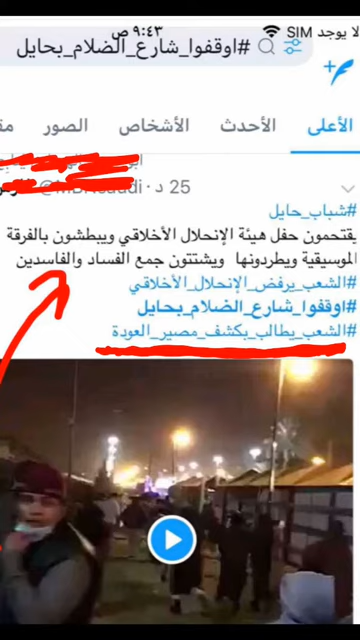 لا يوجد SIM ٩:٤٣ ص
#اوقفوا_شارع_الضلام_بحايل
الأعلى الأحدث الأشخاص الصور
25 د
#شباب_حايل
يقتحمون حفل هيئة الإنحلال الأخلاقي ويبطشون بالفرقة
الموسيقية ويطردونها ويشتتون جمع الفساد والفاسدين
#الشعب_يرفض_الإنحلال_الأخلاقي
#اوقفوا_شارع_الضلام_بحايل
#الشعب_يطالب_بكشف_مصير_العودة